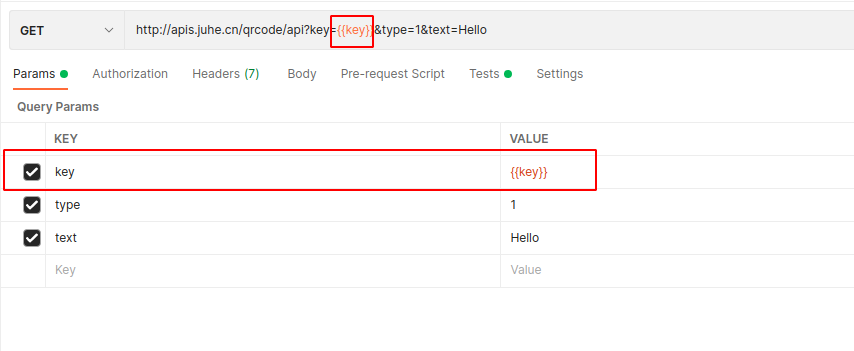 GET http://apis.juhe.cn/qrcode/api?key={{key}}&type=1&text=Hello
Params Authorization Headers (7) Body Pre-request Script Tests Settings
Query Params
KEY VALUE
key {{key}}
type 1
text Hello
Key Value